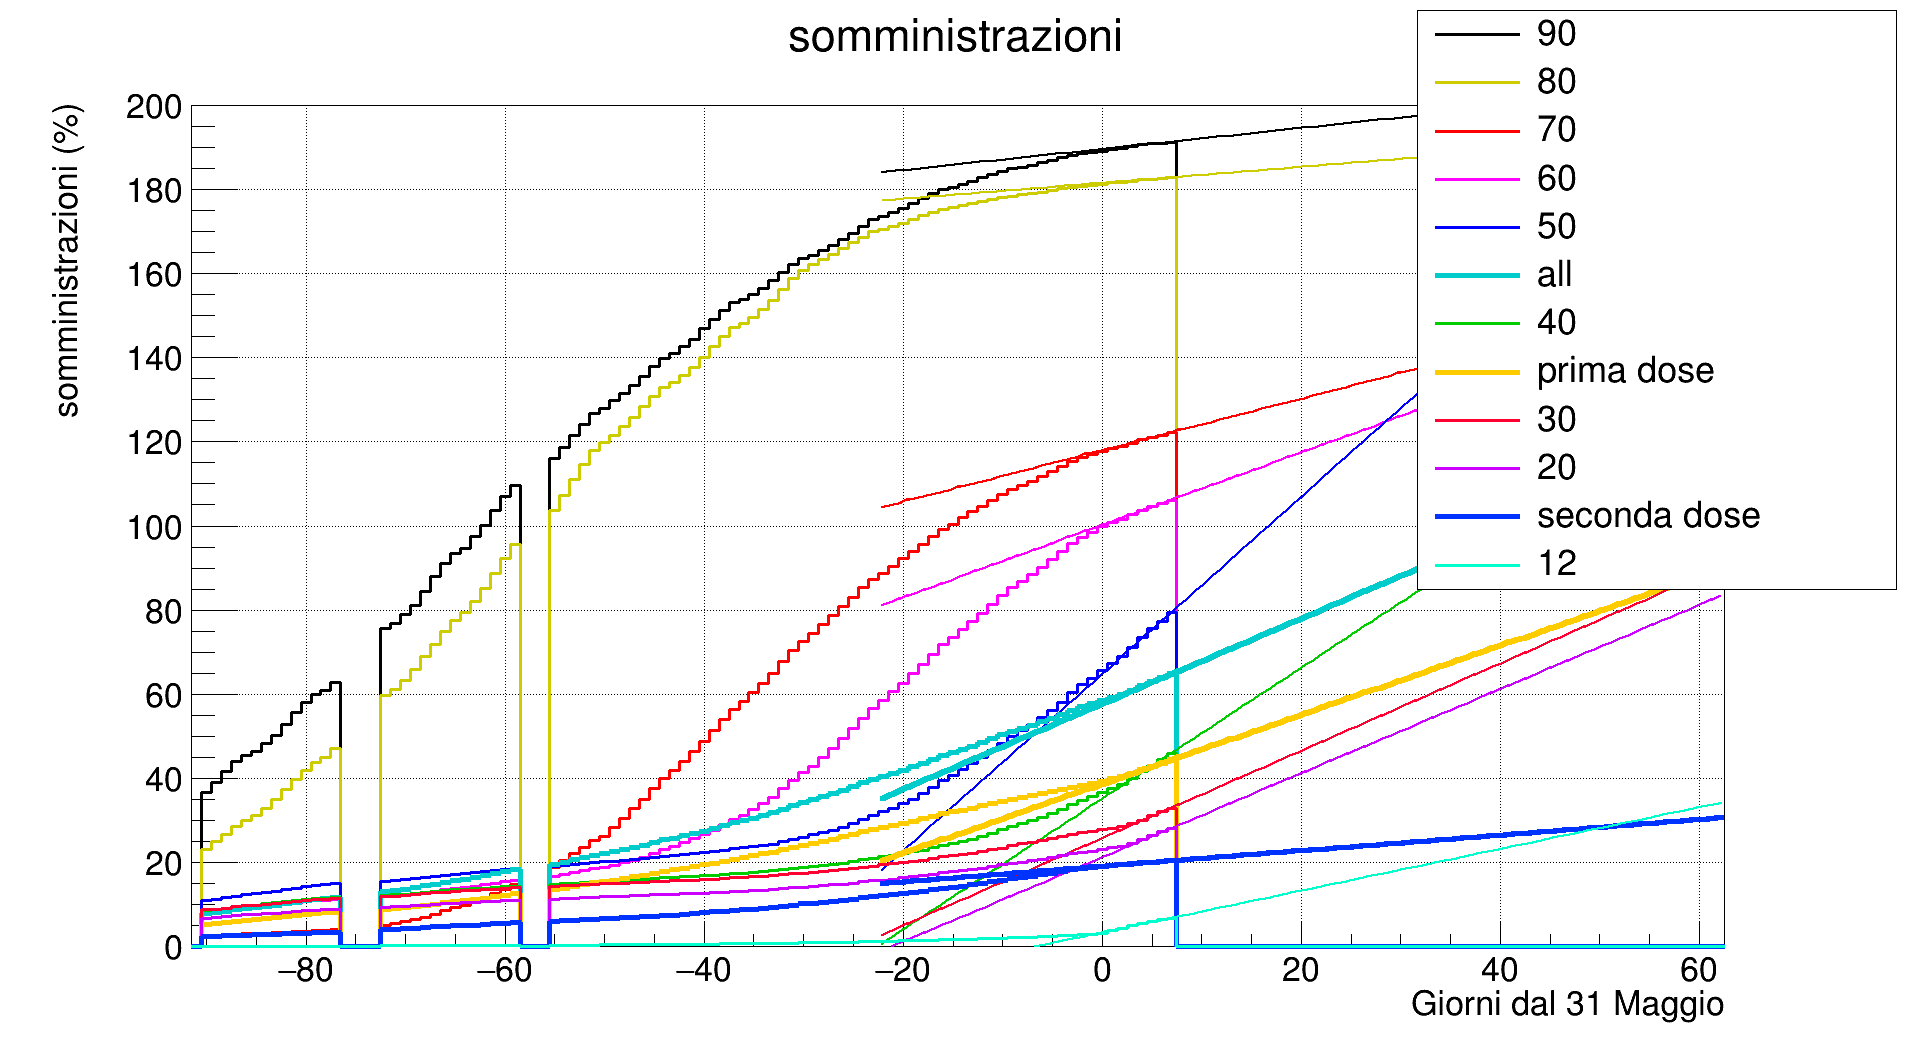 somministrazioni
90
80
70
60
50
all
40
prima dose
30
20
seconda dose
12
somministrazioni (%)
200
180
160
140
120
100
80
60
40
20
0
−80 −60 −40 −20 0 20 40 60
Giorni dal 31 Maggio